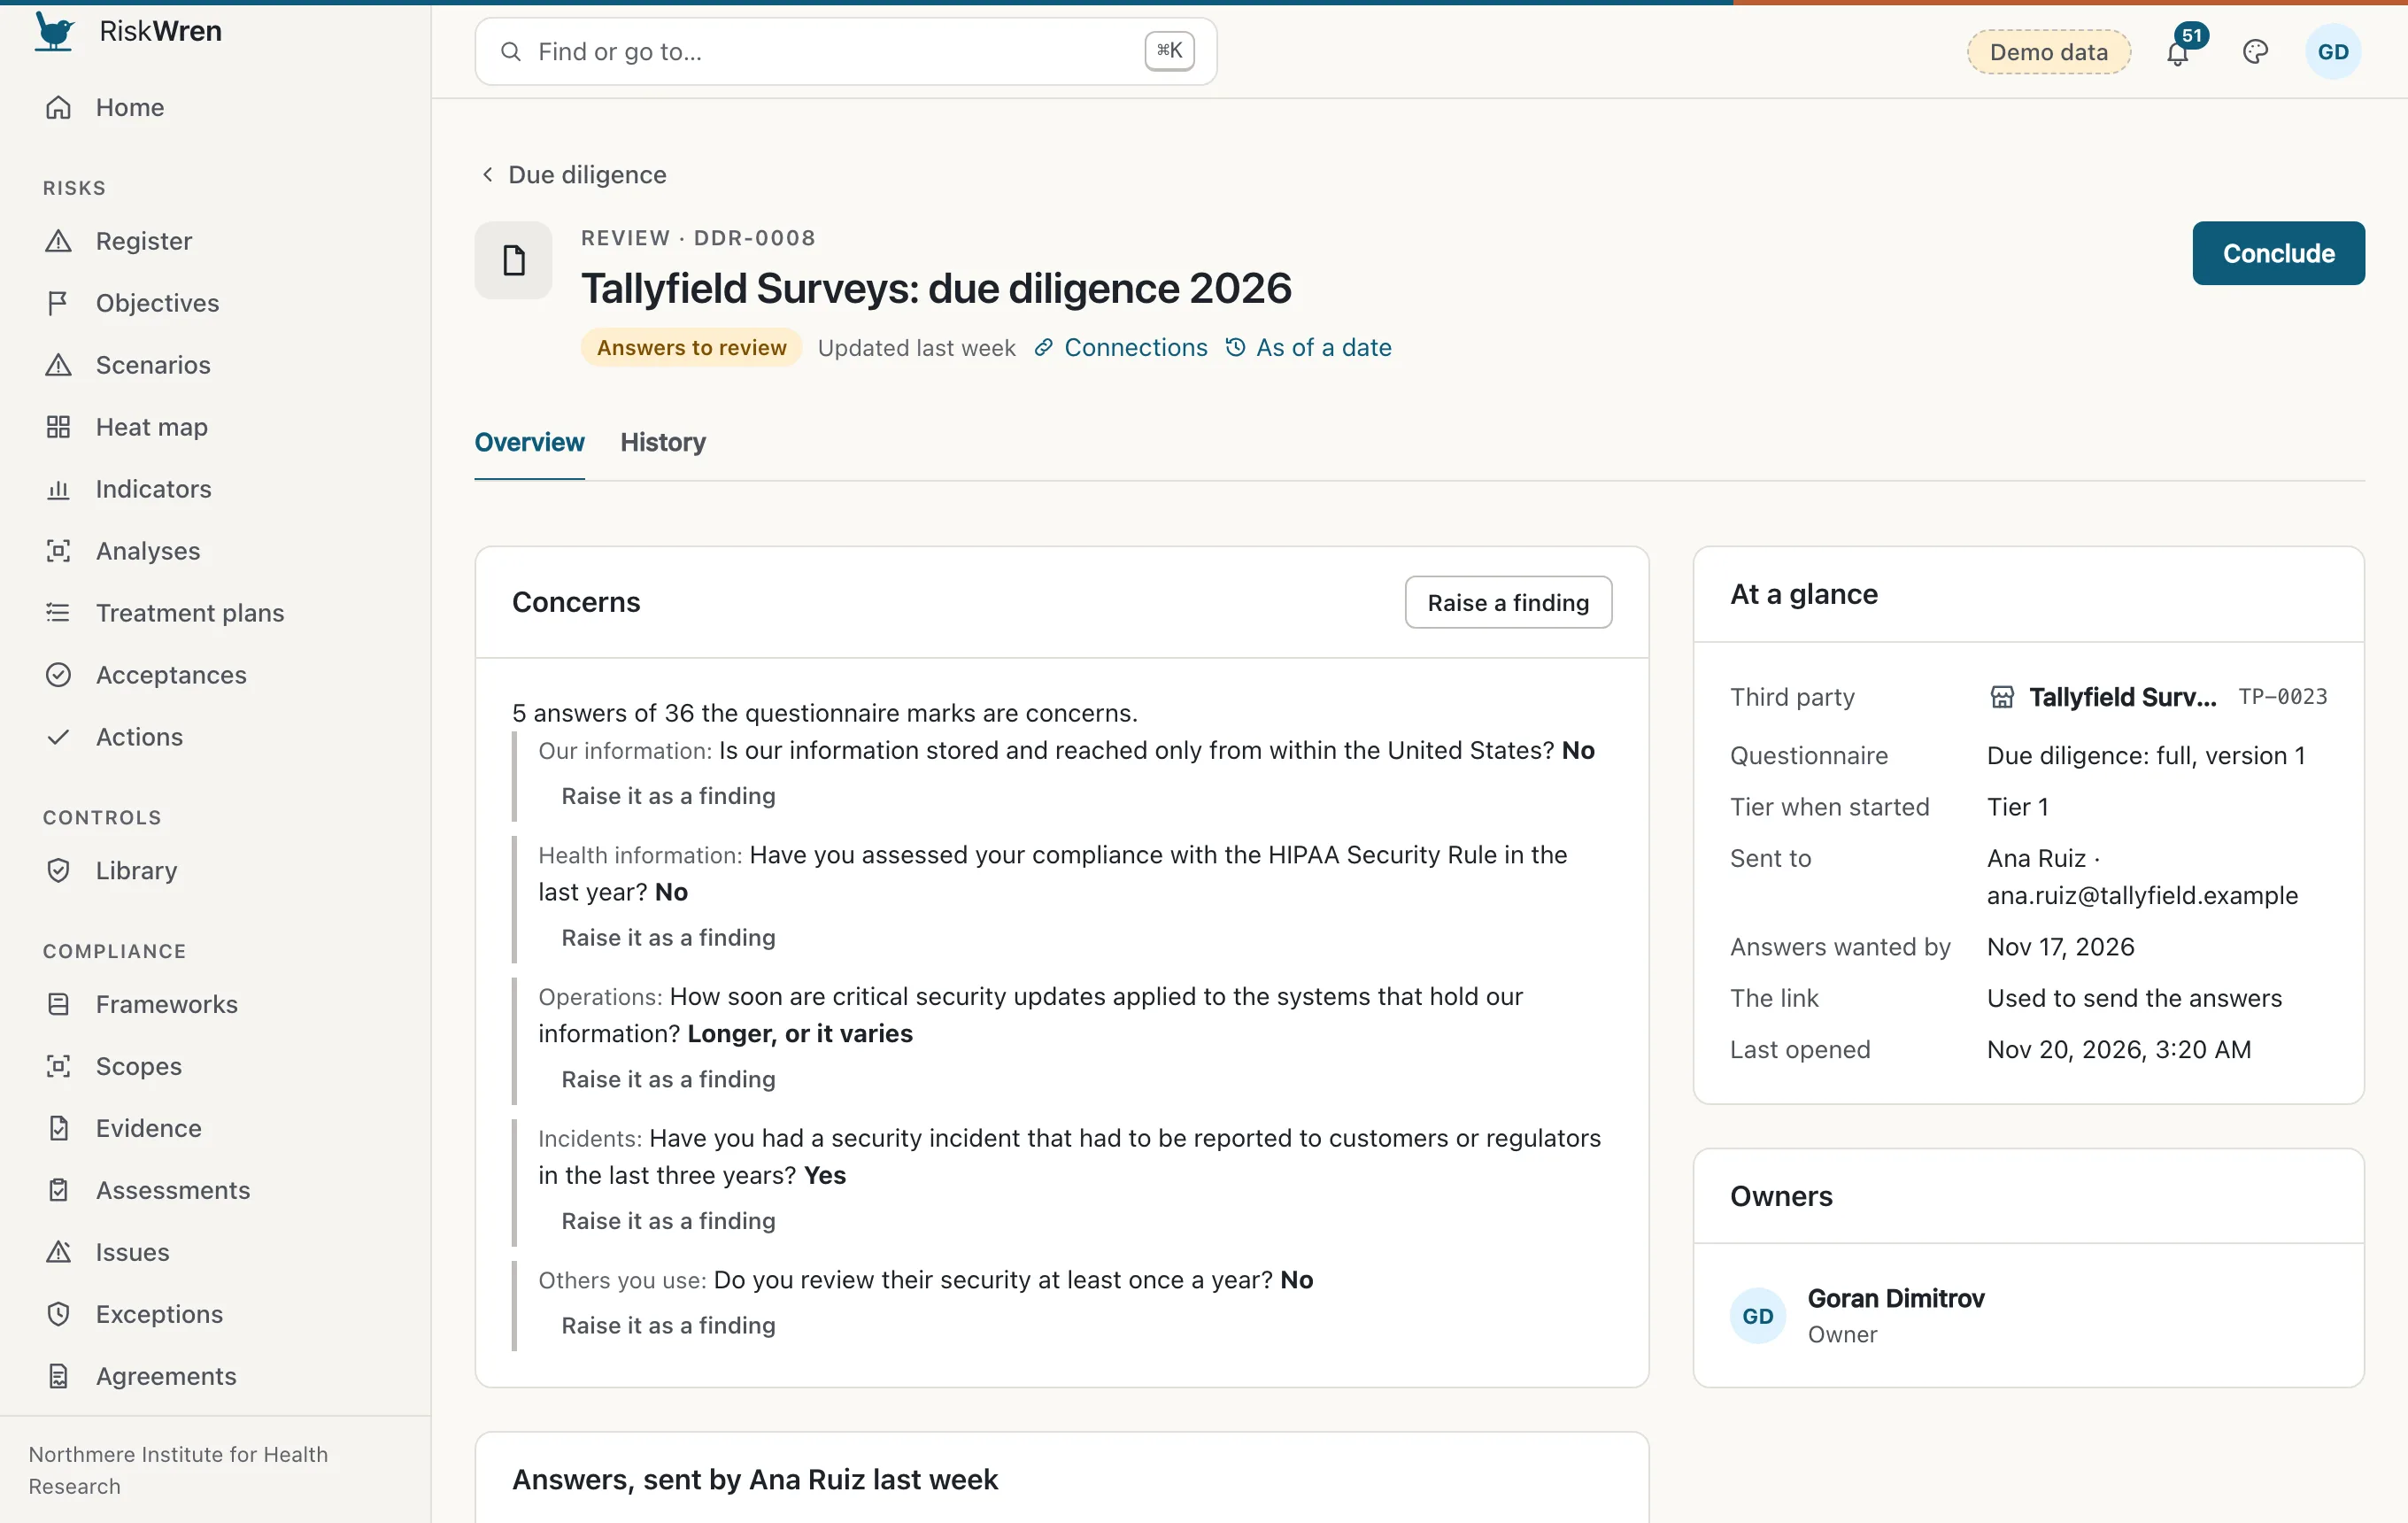 RiskWren
Find or go to...
⌘K
Demo data
51
GD
Home
RISKS
Register
Objectives
Scenarios
Heat map
Indicators
Analyses
Treatment plans
Acceptances
Actions
CONTROLS
Library
COMPLIANCE
Frameworks
Scopes
Evidence
Assessments
Issues
Exceptions
Agreements
Northmere Institute for Health
Research
Due diligence
REVIEW · DDR-0008
Tallyfield Surveys: due diligence 2026
Conclude
Answers to review
Updated last week
Connections
As of a date
Overview
History
Concerns
Raise a finding
5 answers of 36 the questionnaire marks are concerns.
Our information: Is our information stored and reached only from within the United States? No
Raise it as a finding
Health information: Have you assessed your compliance with the HIPAA Security Rule in the
last year? No
Raise it as a finding
Operations: How soon are critical security updates applied to the systems that hold our
information? Longer, or it varies
Raise it as a finding
Incidents: Have you had a security incident that had to be reported to customers or regulators
in the last three years? Yes
Raise it as a finding
Others you use: Do you review their security at least once a year? No
Raise it as a finding
Answers, sent by Ana Ruiz last week
At a glance
Third party Tallyfield Surv... TP-0023
Questionnaire Due diligence: full, version 1
Tier when started Tier 1
Sent to Ana Ruiz ·
ana.ruiz@tallyfield.example
Answers wanted by Nov 17, 2026
The link Used to send the answers
Last opened Nov 20, 2026, 3:20 AM
Owners
GD
Goran Dimitrov
Owner